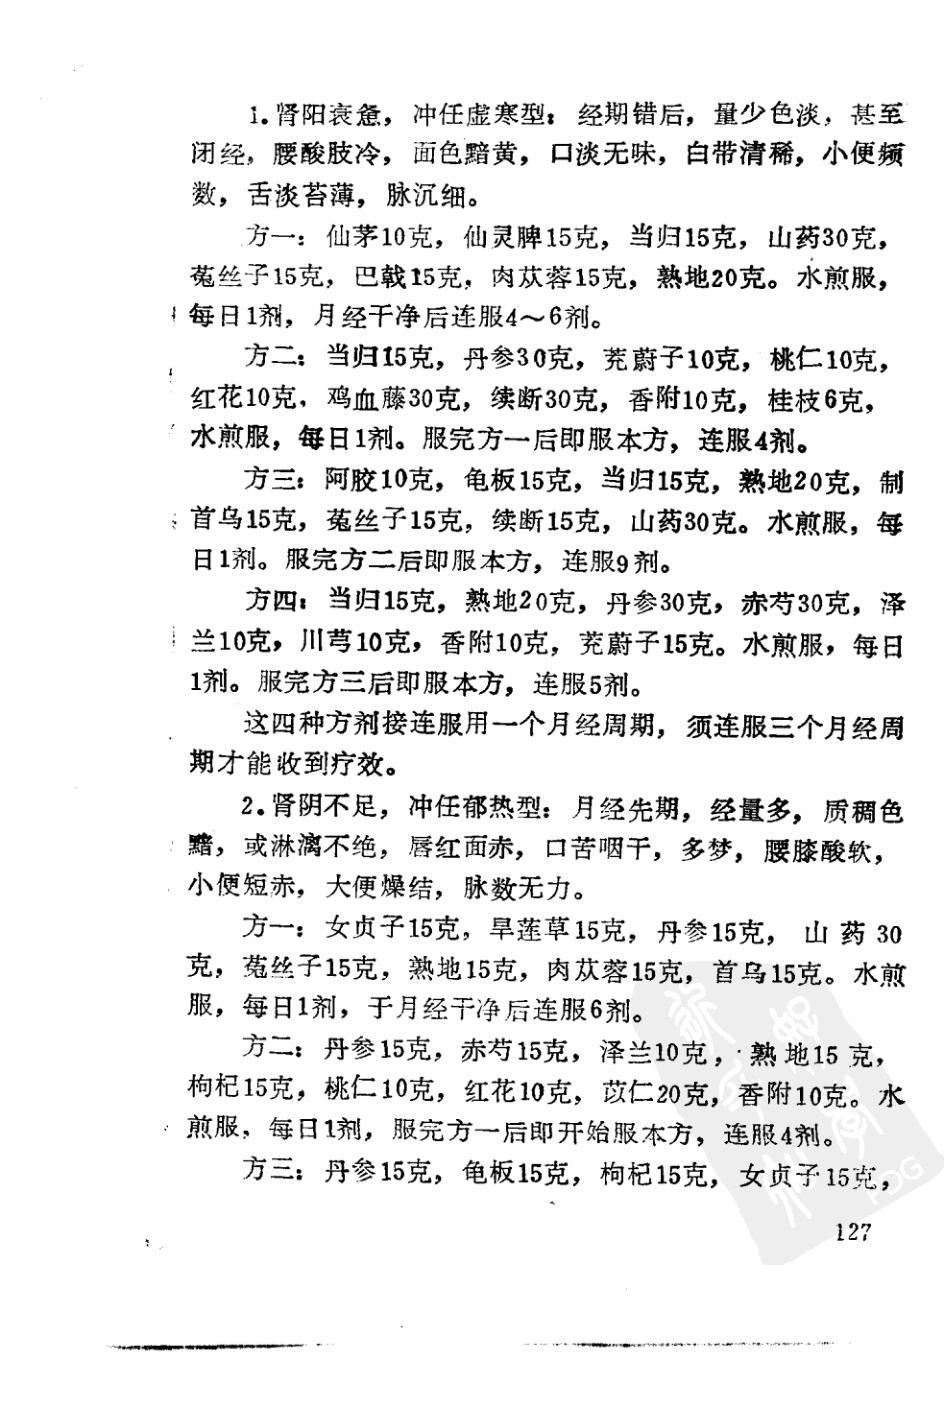 1.肾阳衰惫，冲任虚寒型：经期错后，量少色淡，甚至
闭经，腰酸肢冷，面色黯黄，口淡无味，白带清稀，小便频
数，舌淡苔薄，脉沉细。
方一：仙茅10克，仙灵脾15克，当归15克，山药30克，
菟丝子15克，巴戟15克，肉苁蓉15克，熟地20克。水煎服，
每日1剂，月经干净后连服4～6剂。
方二：当归15克，丹参30克，茺蔚子10克，桃仁10克，
红花10克，鸡血藤30克，续断30克，香附10克，桂枝6克，
水煎服，每日1剂。服完方一后即服本方，连服4剂。
方三：阿胶10克，龟板15克，当归15克，熟地20克，制
首乌15克，菟丝子15克，续断15克，山药30克。水煎服，每
日1剂。服完方二后即服本方，连服9剂。
方四：当归15克，熟地20克，丹参30克，赤芍30克，泽
兰10克，川芎10克，香附10克，茺蔚子15克。水煎服，每日
1剂。服完方三后即服本方，连服5剂。
这四种方剂接连服用一个月经周期，须连服三个月经周
期才能收到疗效。
2.肾阴不足，冲任郁热型：月经先期，经量多，质稠色
黯，或淋漓不绝，唇红面赤，口苦咽干，多梦，腰膝酸软，
小便短赤，大便燥结，脉数无力。
方一：女贞子15克，旱莲草15克，丹参15克，山药30
克，菟丝子15克，熟地15克，肉苁蓉15克，首乌15克。水煎
服，每日1剂，于月经干净后连服6剂。
方二：丹参15克，赤芍15克，泽兰10克，熟地15克，
枸杞15克，桃仁10克，红花10克，苡仁20克，香附10克。水
煎服，每日1剂，服完方一后即开始服本方，连服4剂。
方三：丹参15克，龟板15克，枸杞15克，女贞子15克，
127
PDG